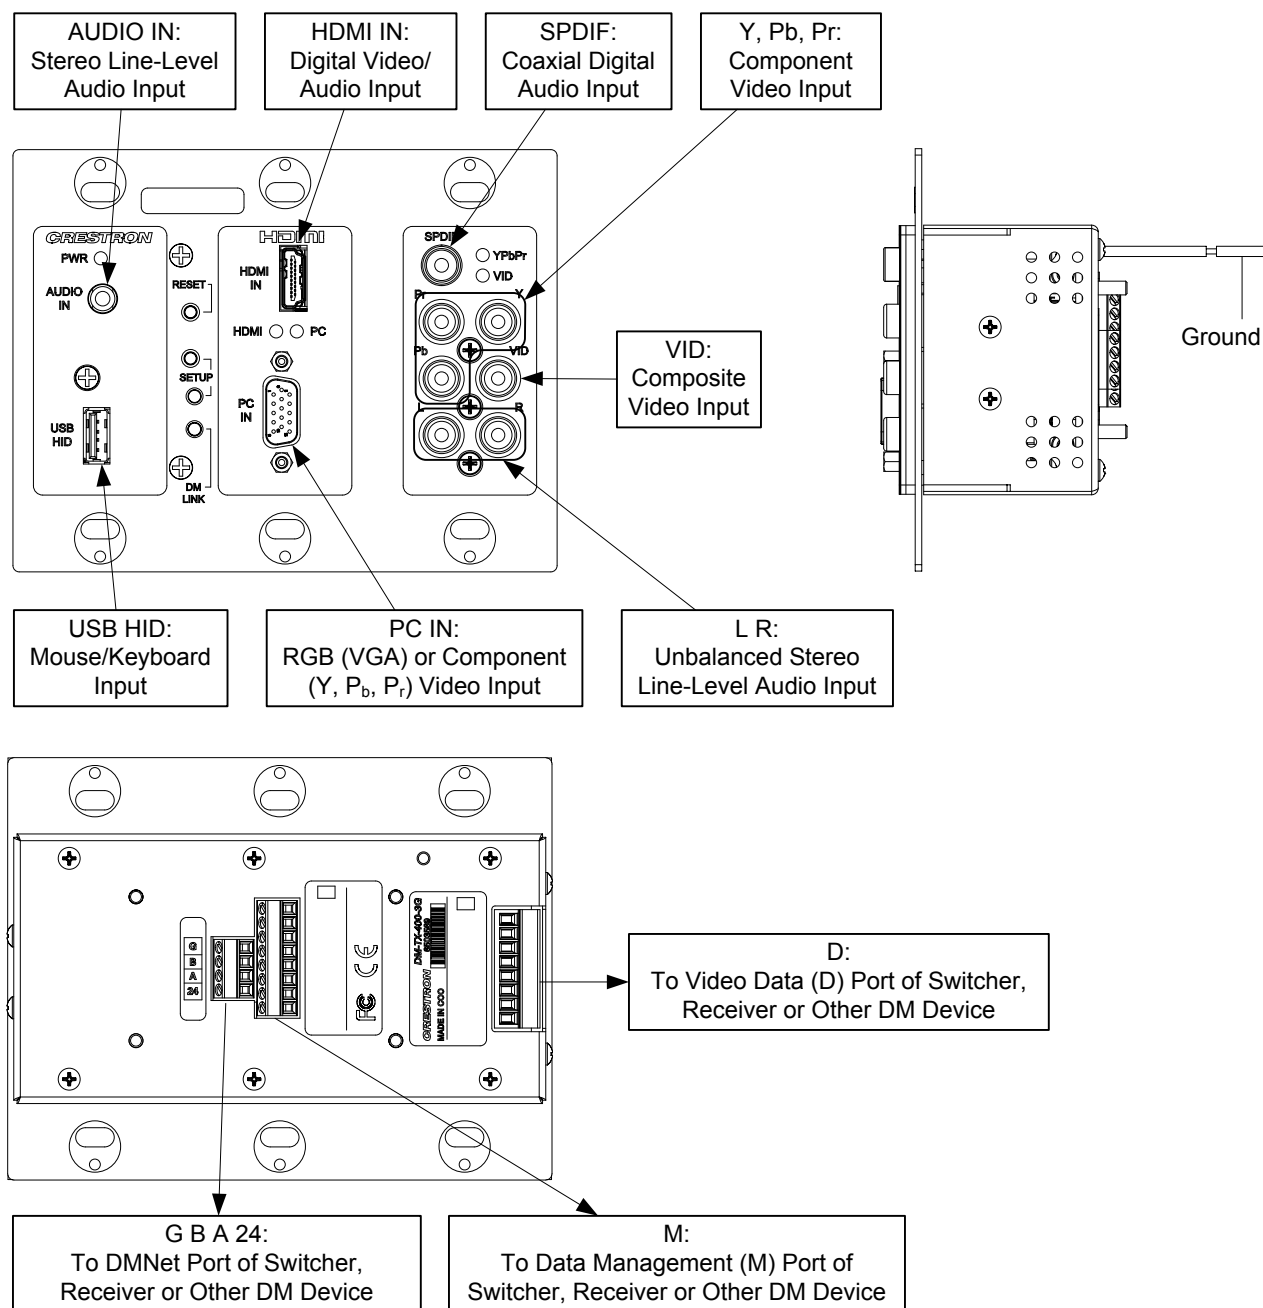 AUDIO IN:
Stereo Line-Level
Audio Input
HDMI IN:
Digital Video/
Audio Input
SPDIF:
Coaxial Digital
Audio Input
Y, Pb, Pr:
Component
Video Input
CRESTRON
PWR
AUDIO
IN
RESET
SETUP
USB
HID
DM
LINK
HDMI
HDMI
IN
HDMI
PC
PC
IN
SPDIF
YPbPr
VID
Pr
Y
Pb
VID
L
R
VID:
Composite
Video Input
Ground
USB HID:
Mouse/Keyboard
Input
PC IN:
RGB (VGA) or Component
(Y, Pb, Pr) Video Input
L R:
Unbalanced Stereo
Line-Level Audio Input
G
B
A
24
FC CE
DM-TX-400-3G
CRESTRON
MADE IN COO
D:
To Video Data (D) Port of Switcher,
Receiver or Other DM Device
G B A 24:
To DMNet Port of Switcher,
Receiver or Other DM Device
M:
To Data Management (M) Port of
Switcher, Receiver or Other DM Device